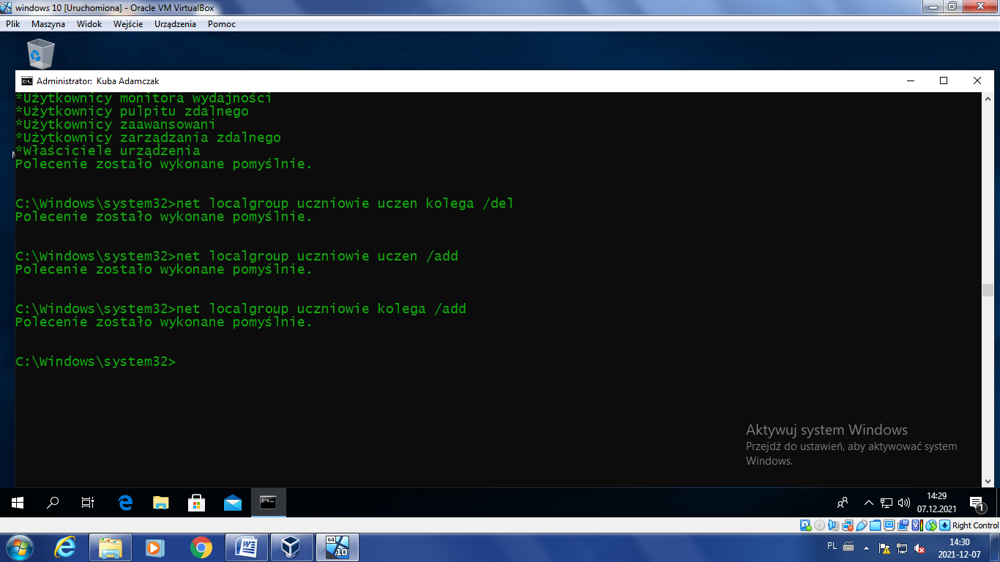 windows 10 [Uruchomiona] - Oracle VM VirtualBox
Plik Maszyna Widok Wejście Urządzenia Pomoc
Administrator: Kuba Adamczak
*Użytkownicy monitora wydajności
*Użytkownicy pulpitu zdalnego
*Użytkownicy zaawansowani
*Użytkownicy zarządzania zdalnego
*Właściciele urządzenia
Polecenie zostało wykonane pomyślnie.
C:\Windows\system32>net localgroup uczniowie uczen kolega /del
Polecenie zostało wykonane pomyślnie.
C:\Windows\system32>net localgroup uczniowie uczen /add
Polecenie zostało wykonane pomyślnie.
C:\Windows\system32>net localgroup uczniowie kolega /add
Polecenie zostało wykonane pomyślnie.
C:\Windows\system32>
Aktywuj system Windows
Przejdź do ustawień, aby aktywować system
Windows.
14:29
07.12.2021
1
Right Control
64
10
PL
14:30
2021-12-07